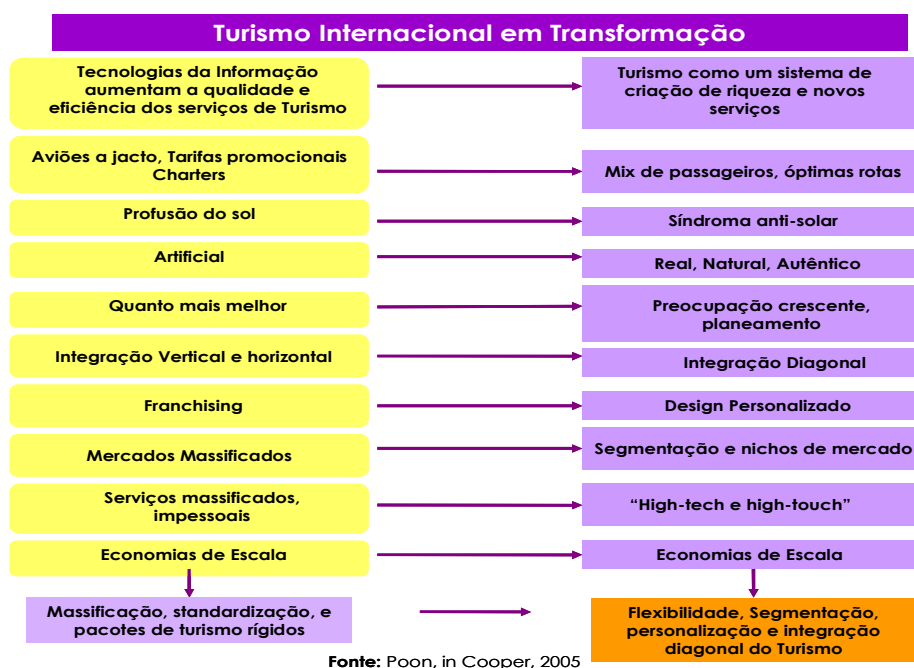 Turismo Internacional em Transformação
Tecnologias da Informação
aumentam a qualidade e
eficiência dos serviços de Turismo
Turismo como um sistema de
criação de riqueza e novos
serviços
Aviões a jacto, Tarifas promocionais
Charters
Mix de passageiros, óptimas rotas
Profusão do sol
Síndroma anti-solar
Artificial
Real, Natural, Autêntico
Quanto mais melhor
Preocupação crescente,
planeamento
Integração Vertical e horizontal
Integração Diagonal
Franchising
Design Personalizado
Mercados Massificados
Segmentação e nichos de mercado
Serviços massificados,
impessoais
“High-tech e high-touch”
Economias de Escala
Economias de Escala
Massificação, standardização, e
pacotes de turismo rígidos
Flexibilidade, Segmentação,
personalização e integração
diagonal do Turismo
Fonte: Poon, in Cooper, 2005